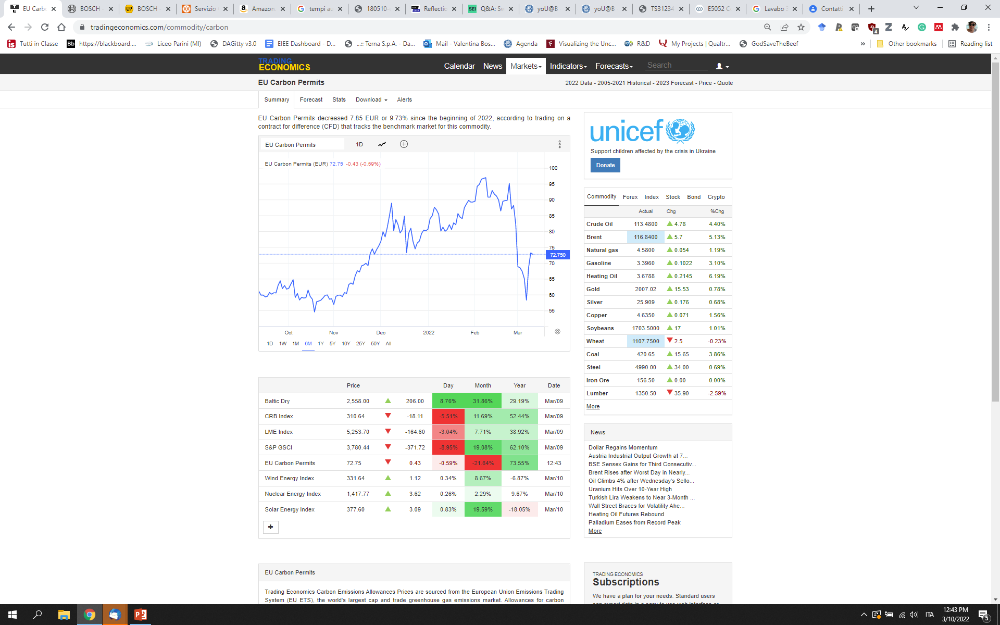 EU Carbo
BOSCH -
BOSCH -
Servizio
Amazon.
tempi au
180510-
Reflectio
Q&A: Sw
yoU@B
yoU@B
TS31234
E5052 C
Lavabo
Contatti
tradingeconomics.com/commodity/carbon
Tutti in Classe
https://blackboard....
Liceo Parini (MI)
DAGitty v3.0
EIEE Dashboard - D...
...:: Terna S.p.A. - Da...
Mail - Valentina Bos...
Agenda
Visualizing the Unc...
R&D
My Projects | Qualtr...
GodSaveTheBeef
»
Other bookmarks
Reading list
TRADING
ECONOMICS
Calendar News Markets Indicators Forecasts Search
EU Carbon Permits
2022 Data - 2005-2021 Historical - 2023 Forecast - Price - Quote
Summary Forecast Stats Download Alerts
EU Carbon Permits decreased 7.85 EUR or 9.73% since the beginning of 2022, according to trading on a
contract for difference (CFD) that tracks the benchmark market for this commodity.
EU Carbon Permits 1D
EU Carbon Permits (EUR) 72.75 -0.43 (-0.59%)
100
95
90
85
80
75
72.750
70
65
60
55
Oct Nov Dec 2022 Feb Mar
1D 1W 1M 6M 1Y 5Y 10Y 25Y 50Y All
Price Day Month Year Date
Baltic Dry 2,558.00 206.00 8.76% 31.86% 29.19% Mar/09
CRB Index 310.64 -18.11 -5.51% 11.69% 52.44% Mar/09
LME Index 5,253.70 -164.60 -3.04% 7.71% 38.92% Mar/09
S&P GSCI 3,780.44 -371.72 -8.95% 19.08% 62.10% Mar/09
EU Carbon Permits 72.75 0.43 -0.59% -21.64% 73.55% 12:43
Wind Energy Index 331.64 1.12 0.34% 8.67% -6.87% Mar/10
Nuclear Energy Index 1,417.77 3.62 0.26% 2.29% 9.67% Mar/10
Solar Energy Index 377.60 3.09 0.83% 19.59% -18.05% Mar/10
+
EU Carbon Permits
Trading Economics Carbon Emissions Allowances Prices are sourced from the European Union Emissions Trading
System (EU ETS), the world's largest cap and trade greenhouse gas emissions market. Allowances for carbon
unicef
Support children affected by the crisis in Ukraine
Donate
Commodity Forex Index Stock Bond Crypto
Actual Chg %Chg
Crude Oil 113.4800 4.78 4.40%
Brent 116.8400 5.7 5.13%
Natural gas 4.5800 0.054 1.19%
Gasoline 3.3960 0.1022 3.10%
Heating Oil 3.6788 0.2145 6.19%
Gold 2007.02 15.53 0.78%
Silver 25.909 0.176 0.68%
Copper 4.6350 0.071 1.56%
Soybeans 1703.5000 17 1.01%
Wheat 1107.7500 2.5 -0.23%
Coal 420.65 15.65 3.86%
Steel 4990.00 34.00 0.69%
Iron Ore 156.50 0.00 0.00%
Lumber 1350.50 35.90 -2.59%
More
News
Dollar Regains Momentum
Austria Industrial Output Growth at 7...
BSE Sensex Gains for Third Consecutiv...
Brent Rises after Worst Day in Nearly...
Oil Climbs 4% after Wednesday's Sello...
Uranium Hits Over 10-Year High
Turkish Lira Weakens to Near 3-Month ...
Wall Street Braces for Volatility Ahe...
Heating Oil Futures Rebound
Palladium Eases from Record Peak
More
TRADING ECONOMICS
Subscriptions
We have a plan for your needs. Standard users
ITA
12:43 PM
3/10/2022
5